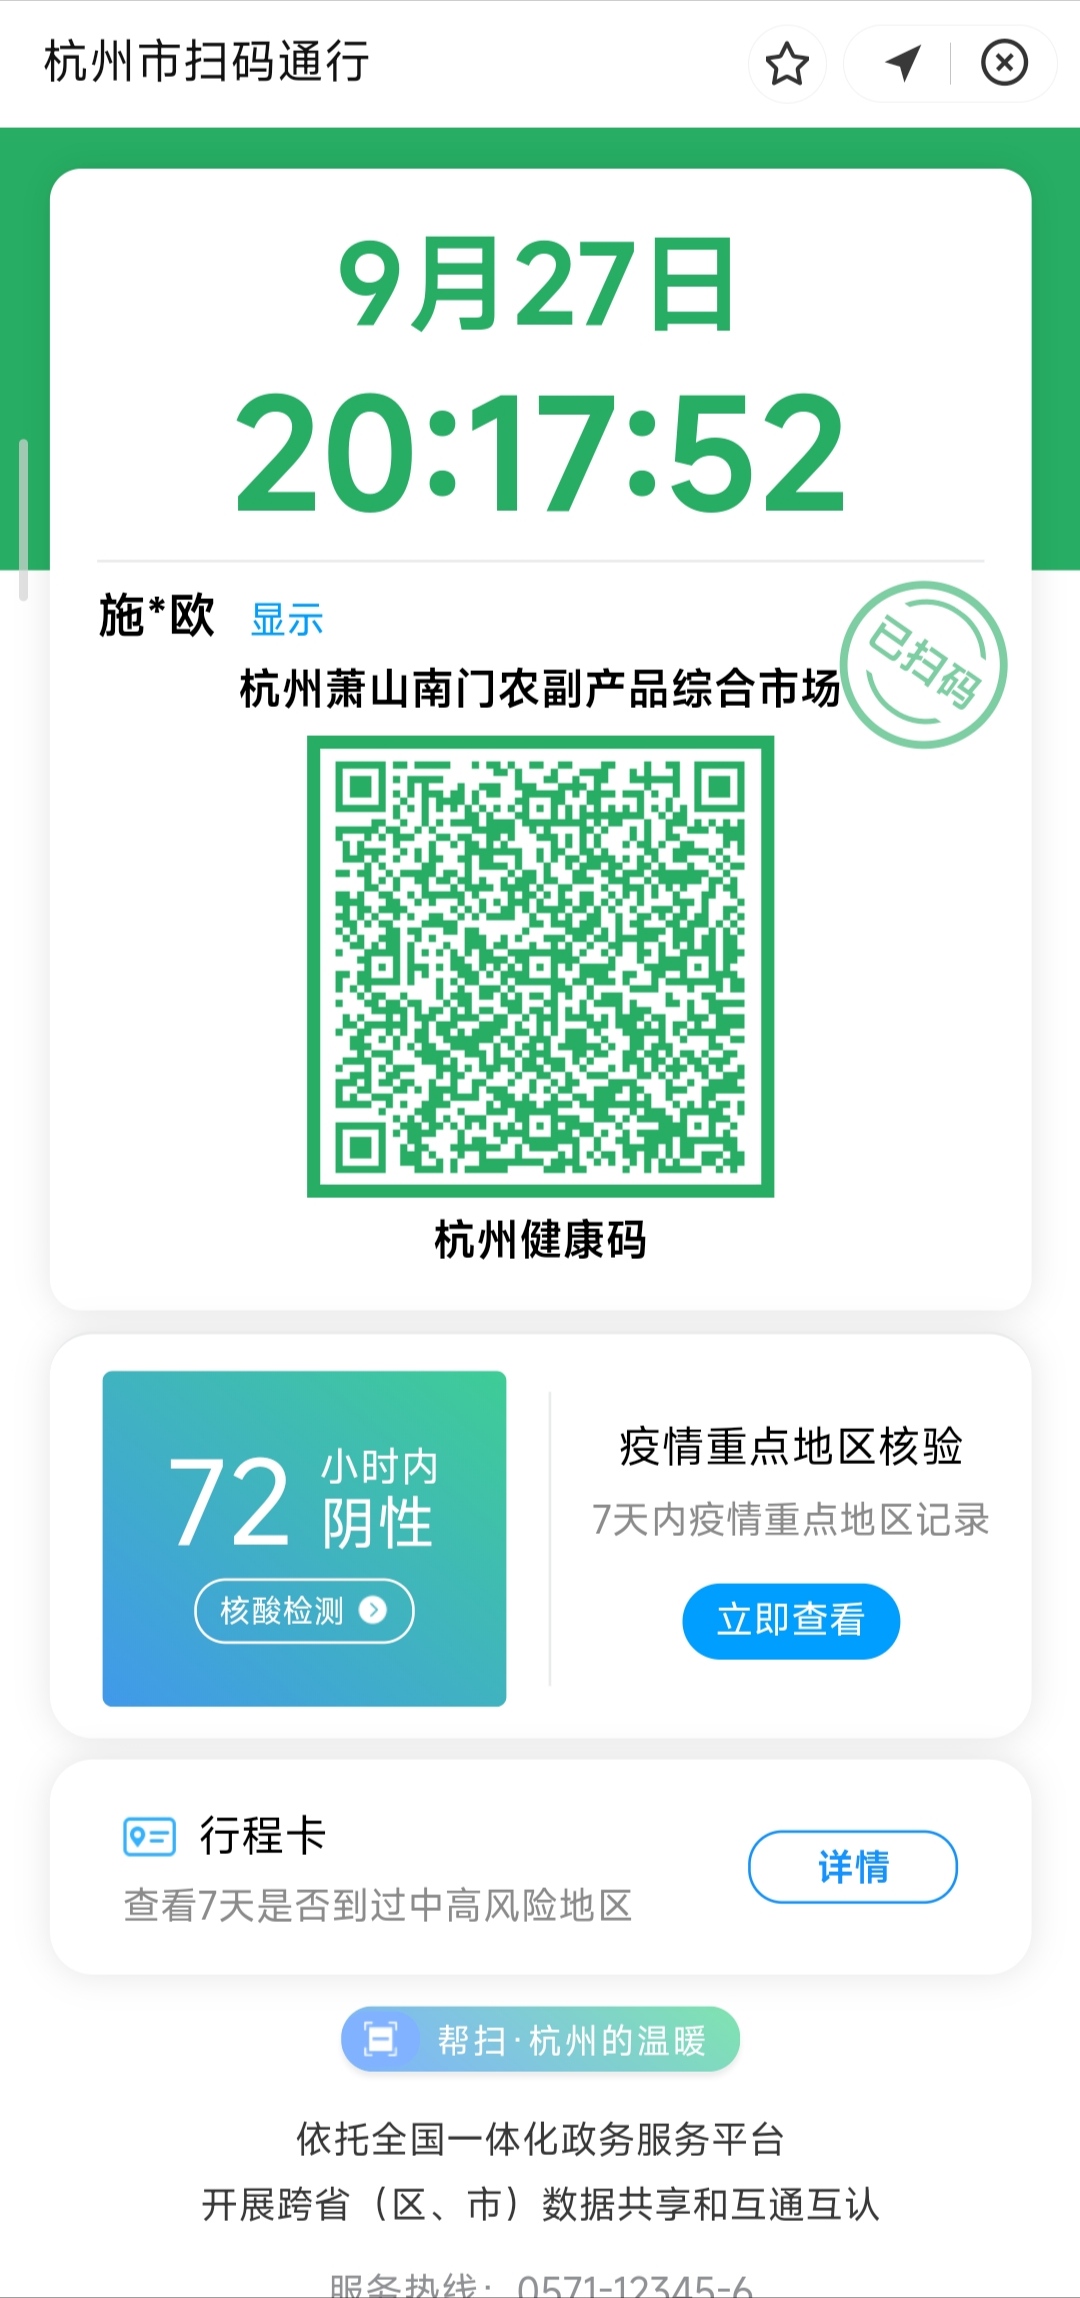 杭州市扫码通行
9月27日
20:17:52
施*欧 显示
已扫码
杭州萧山南门农副产品综合市场
杭州健康码
72 小时内
阴性
核酸检测
疫情重点地区核验
7天内疫情重点地区记录
立即查看
行程卡
查看7天是否到过中高风险地区
详情
帮扫·杭州的温暖
依托全国一体化政务服务平台
开展跨省（区、市）数据共享和互通互认
服务热线：0571-12345-6